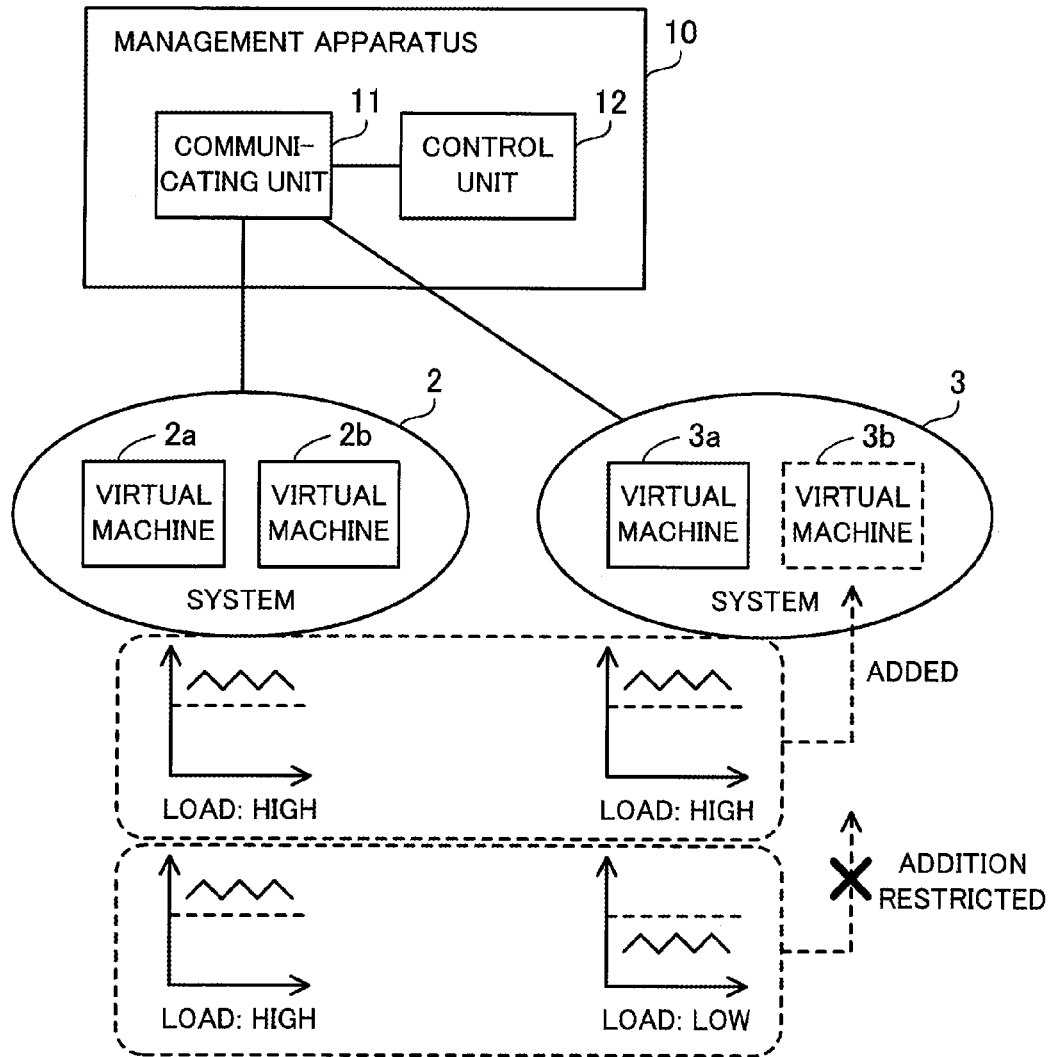 MANAGEMENT APPARATUS
10
11
12
COMMUNI-
CATING UNIT
CONTROL
UNIT
2
3
2a
2b
3a
3b
VIRTUAL
MACHINE
VIRTUAL
MACHINE
VIRTUAL
MACHINE
VIRTUAL
MACHINE
SYSTEM
SYSTEM
ADDED
LOAD: HIGH
LOAD: HIGH
ADDITION
RESTRICTED
LOAD: HIGH
LOAD: LOW